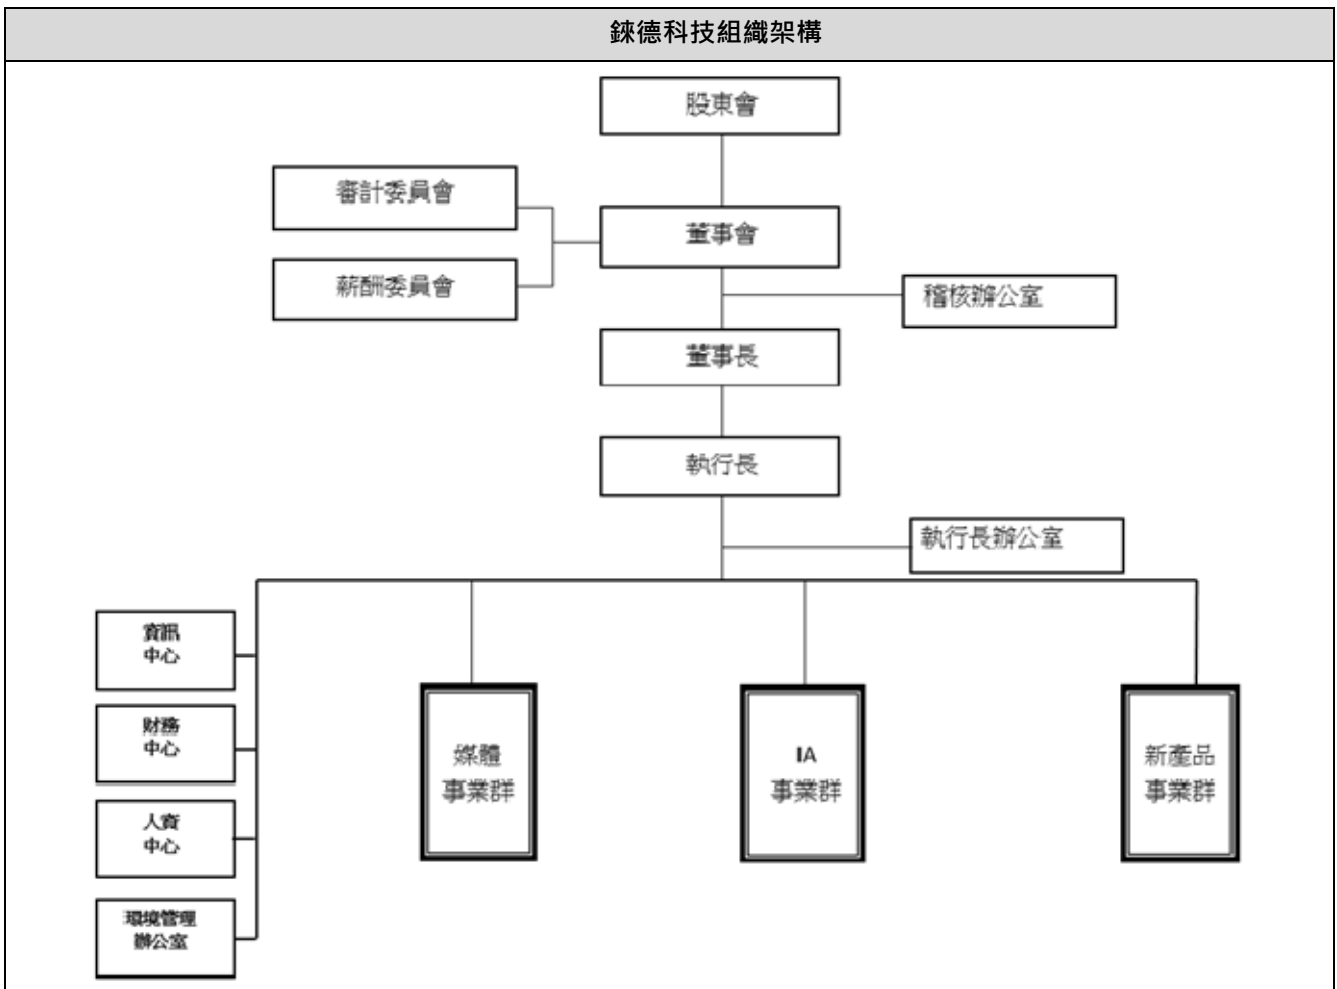 錸德科技組織架構
股東會
審計委員會
董事會
薪酬委員會
稽核辦公室
董事長
執行長
執行長辦公室
資訊
中心
財務
中心
人資
中心
環境管理
辦公室
媒體
事業群
IA
事業群
新產品
事業群